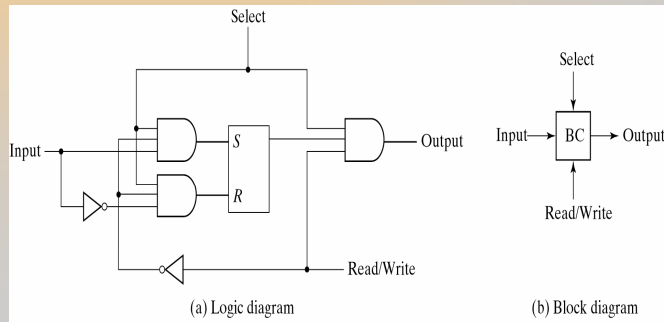 Select
Input
S
R
Output
Read/Write
(a) Logic diagram
Select
Input
BC
Output
Read/Write
(b) Block diagram